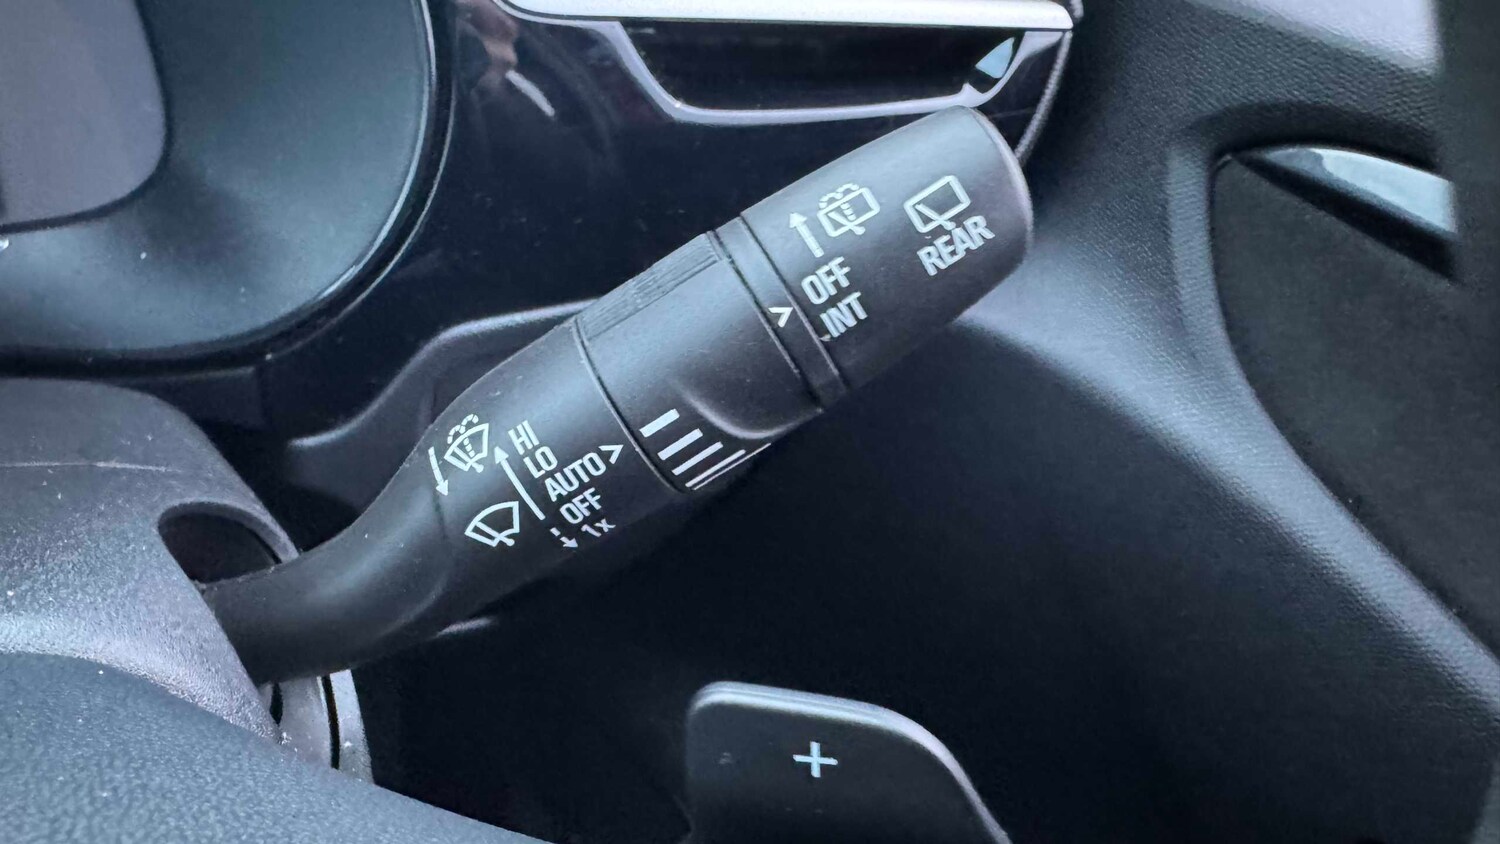 REAR
OFF
INT
HI
LO
AUTO >
OFF
1x
+